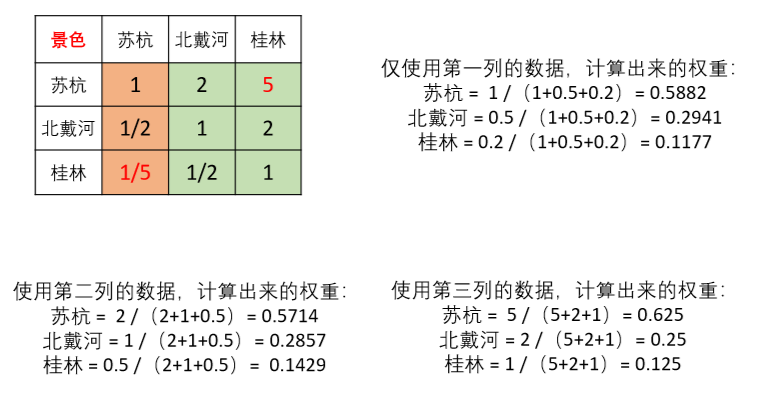 景色 苏杭 北戴河 桂林
苏杭 1 2 5
北戴河 1/2 1 2
桂林 1/5 1/2 1
仅使用第一列的数据，计算出来的权重：
苏杭 = 1 /（1+0.5+0.2）= 0.5882
北戴河 = 0.5 /（1+0.5+0.2）= 0.2941
桂林 = 0.2 /（1+0.5+0.2）= 0.1177
使用第二列的数据，计算出来的权重：
苏杭 = 2 /（2+1+0.5）= 0.5714
北戴河 = 1 /（2+1+0.5）= 0.2857
桂林 = 0.5 /（2+1+0.5）= 0.1429
使用第三列的数据，计算出来的权重：
苏杭 = 5 /（5+2+1）= 0.625
北戴河 = 2 /（5+2+1）= 0.25
桂林 = 1 /（5+2+1）= 0.125